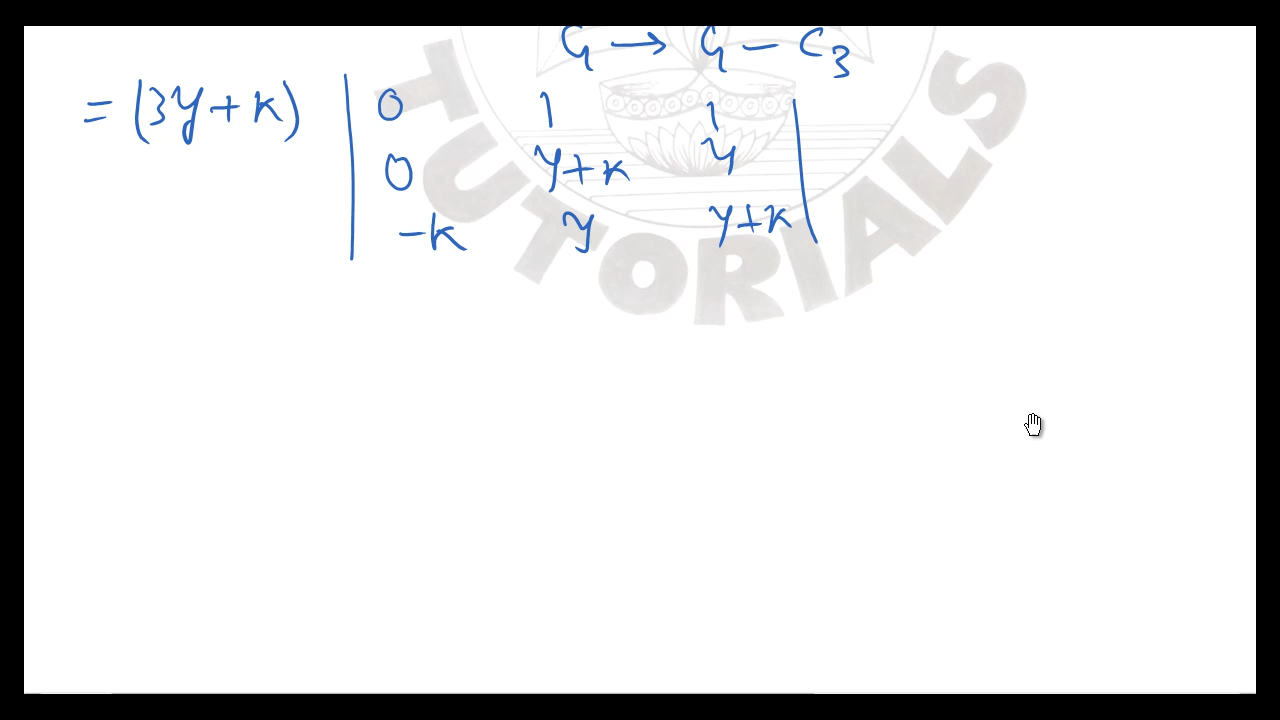 C₁ → C₁ − C₃
= (3y+k) | 0 1 1 |
| 0 y+k y |
| −k y y+k |
TUTORIALS